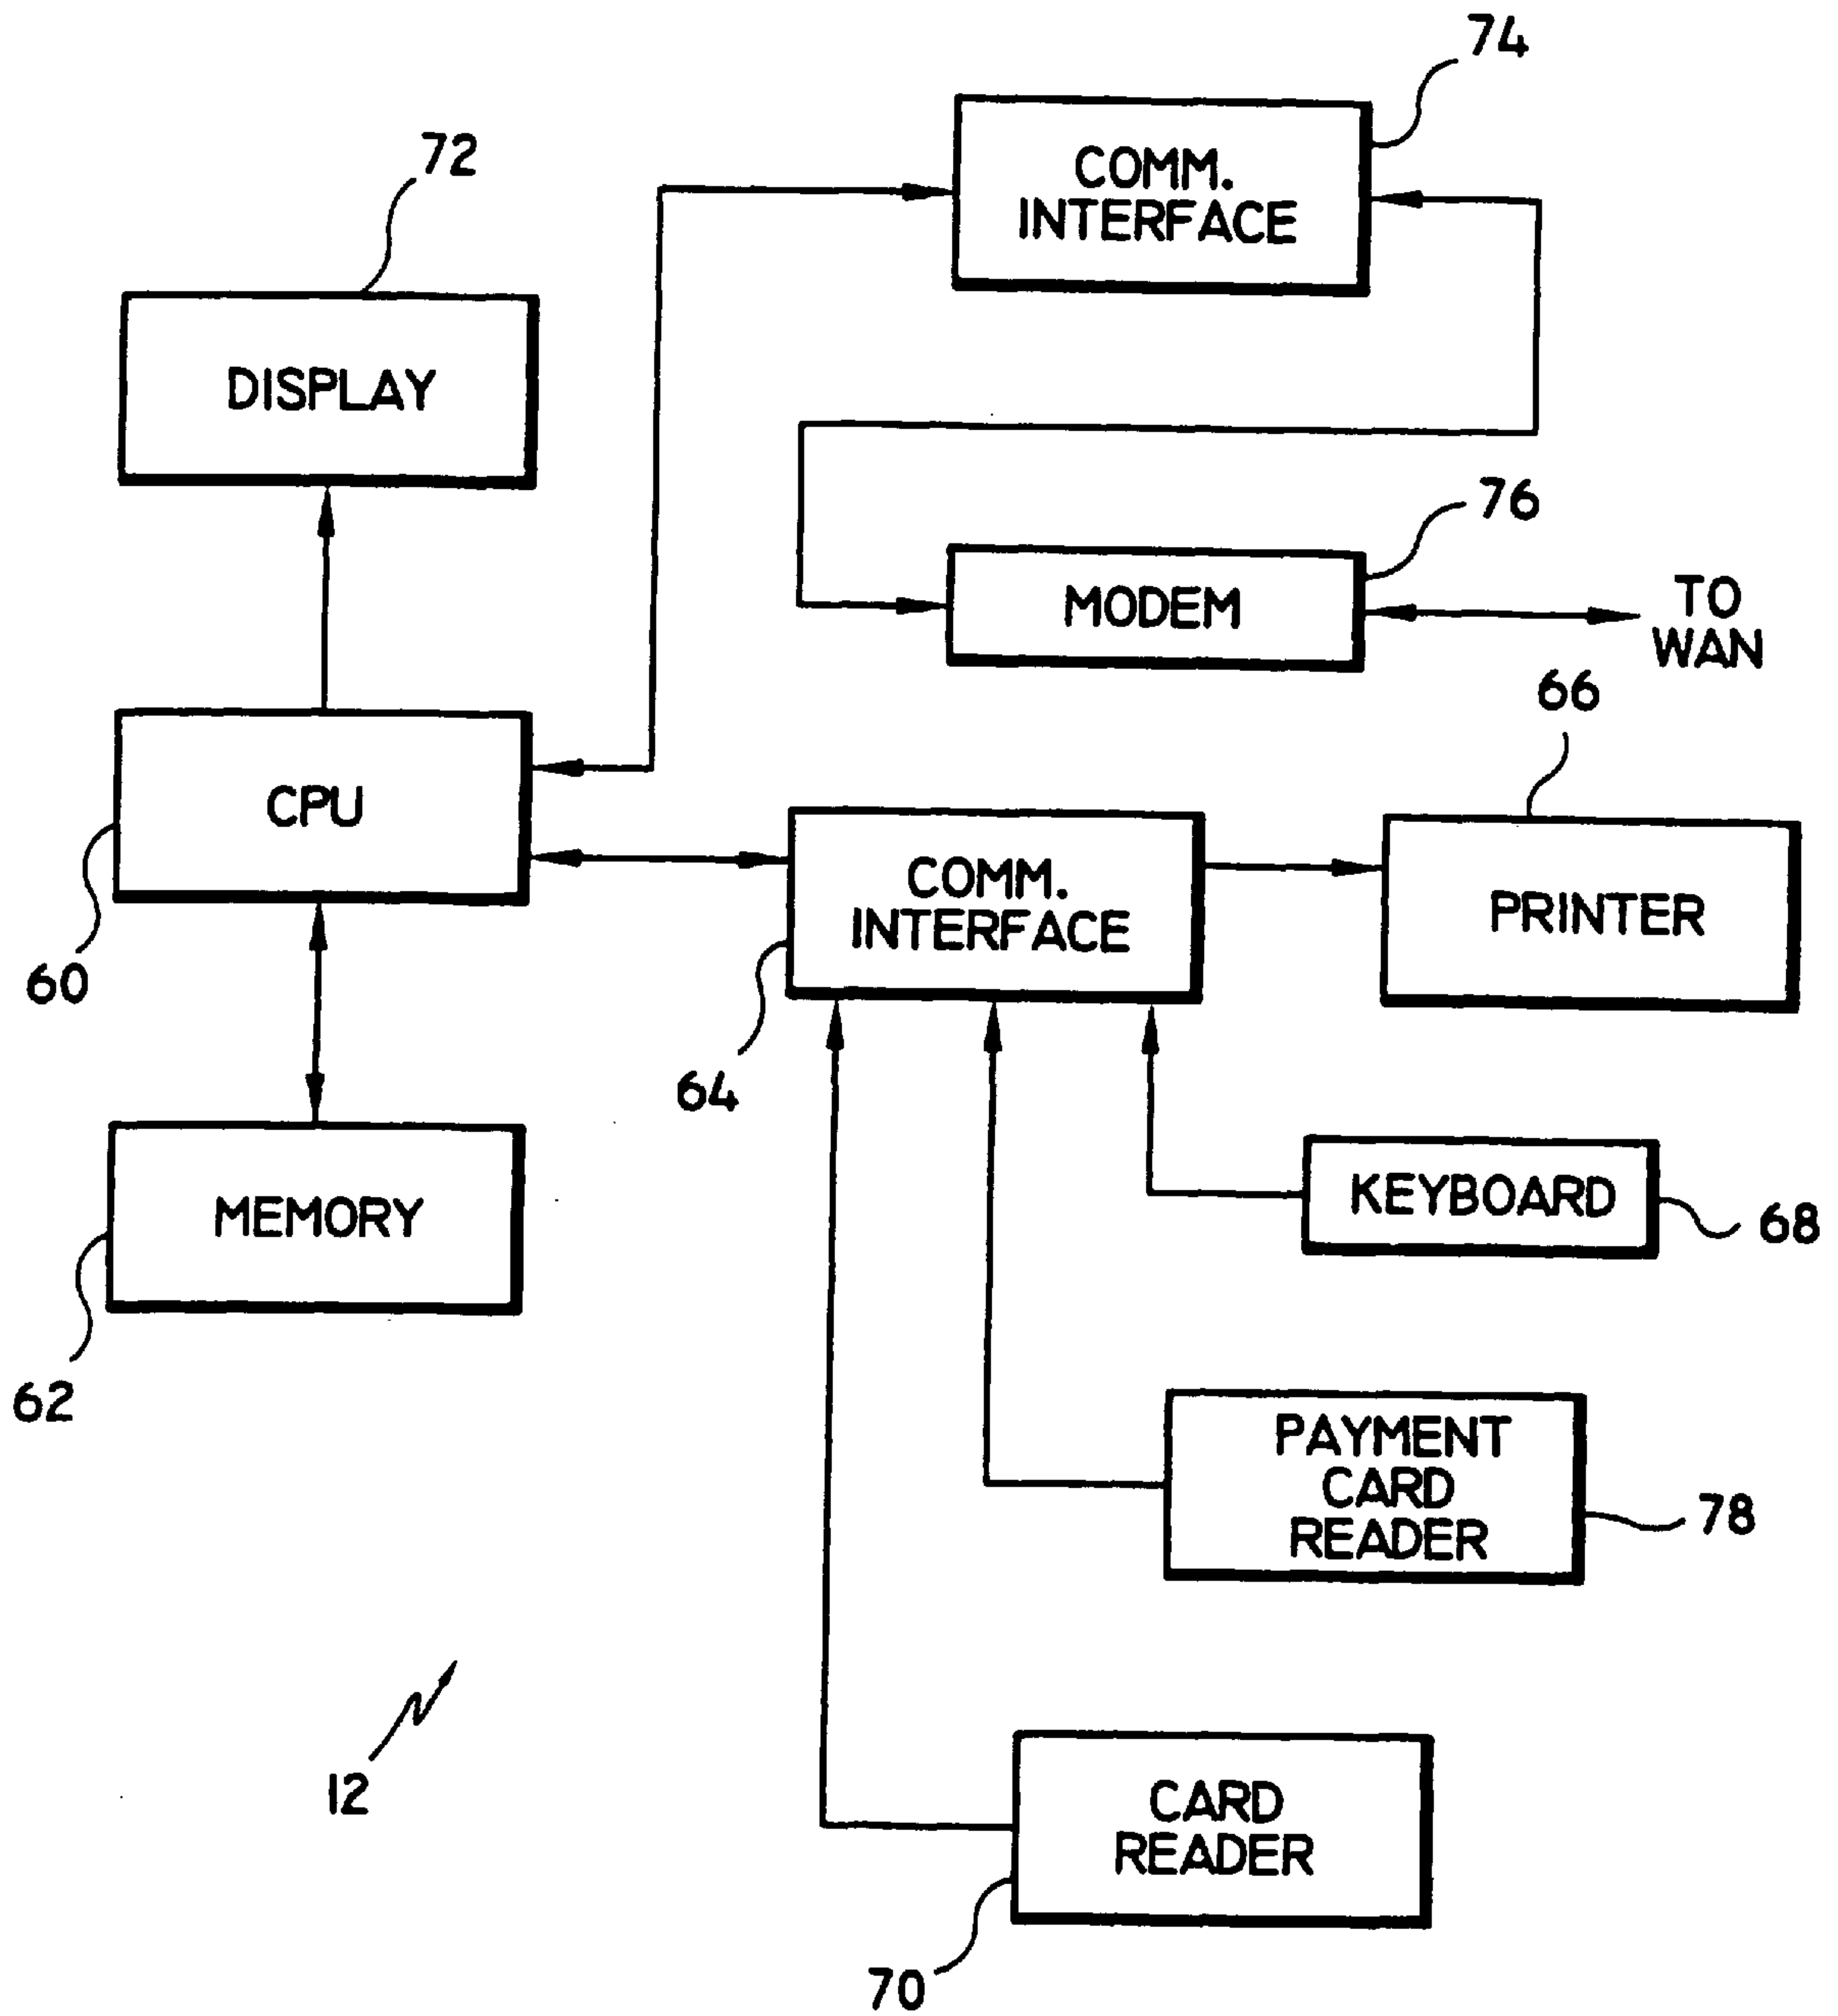 74
COMM.
INTERFACE
72
DISPLAY
76
MODEM
TO
WAN
66
CPU
COMM.
INTERFACE
PRINTER
60
64
MEMORY
KEYBOARD
68
62
PAYMENT
CARD
READER
78
12
CARD
READER
70